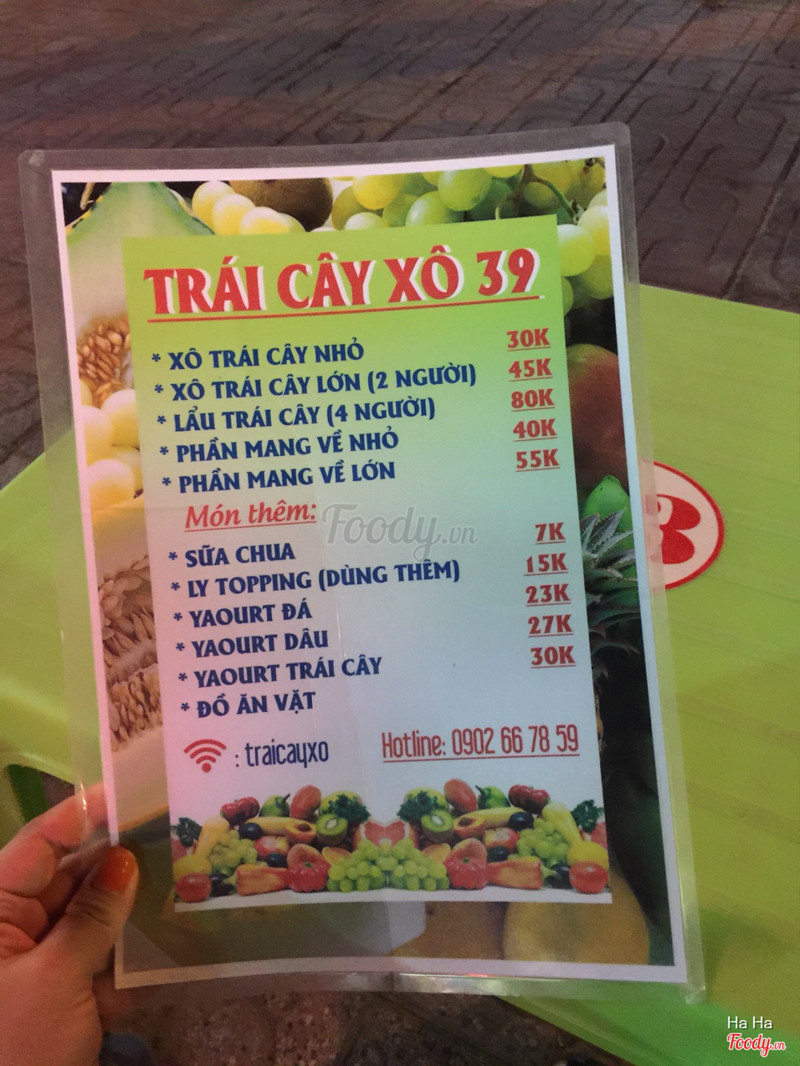 TRÁI CÂY XÔ 39
* XÔ TRÁI CÂY NHỎ 30K
* XÔ TRÁI CÂY LỚN (2 NGƯỜI) 45K
* LẨU TRÁI CÂY (4 NGƯỜI) 80K
* PHẦN MANG VỀ NHỎ 40K
* PHẦN MANG VỀ LỚN 55K
Món thêm:
Foody.vn
* SỮA CHUA 7K
* LY TOPPING (DÙNG THÊM) 15K
* YAOURT ĐÁ 23K
* YAOURT DÂU 27K
* YAOURT TRÁI CÂY 30K
* ĐỒ ĂN VẶT
: traicayxo
Hotline: 0902 66 78 59
Ha Ha
Foody.vn